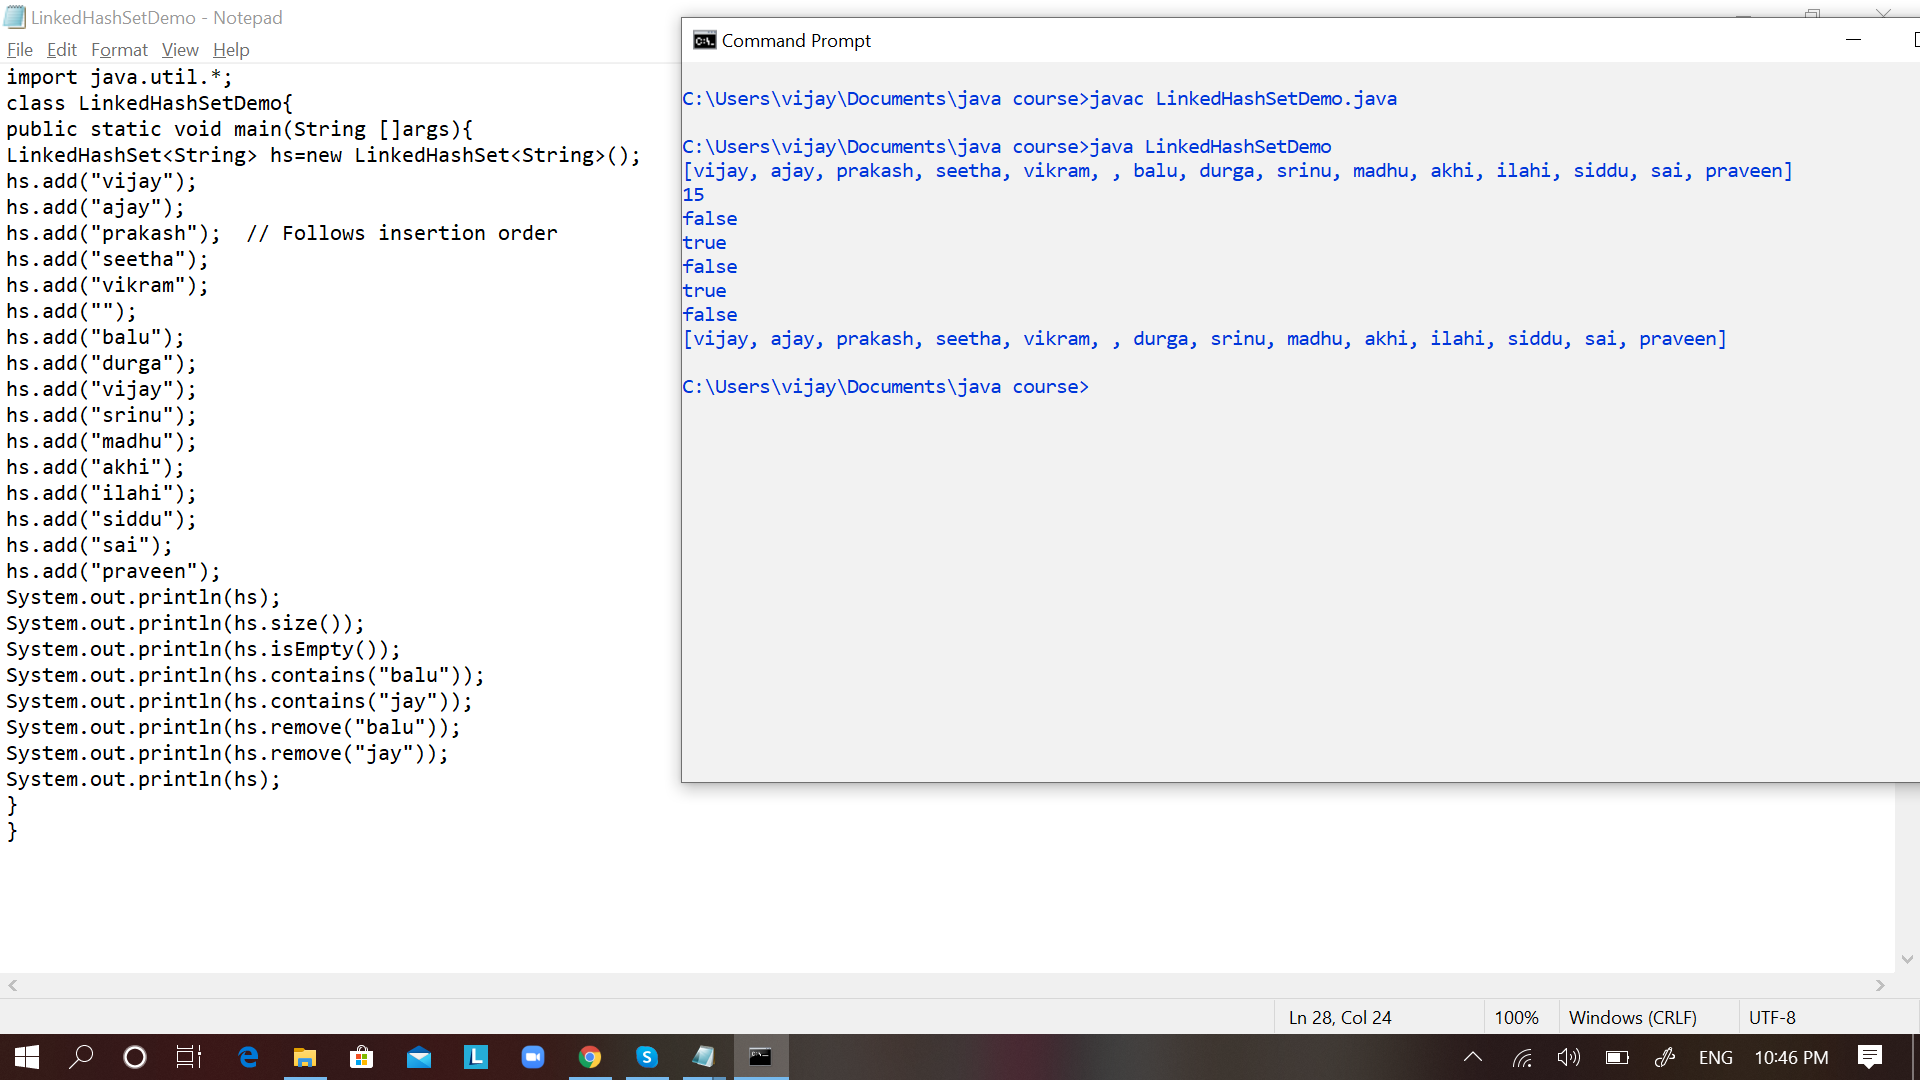 LinkedHashSetDemo - Notepad
File Edit Format View Help
import java.util.*;
class LinkedHashSetDemo{
public static void main(String []args){
LinkedHashSet<String> hs=new LinkedHashSet<String>();
hs.add("vijay");
hs.add("ajay");
hs.add("prakash");  // Follows insertion order
hs.add("seetha");
hs.add("vikram");
hs.add("");
hs.add("balu");
hs.add("durga");
hs.add("vijay");
hs.add("srinu");
hs.add("madhu");
hs.add("akhi");
hs.add("ilahi");
hs.add("siddu");
hs.add("sai");
hs.add("praveen");
System.out.println(hs);
System.out.println(hs.size());
System.out.println(hs.isEmpty());
System.out.println(hs.contains("balu"));
System.out.println(hs.contains("jay"));
System.out.println(hs.remove("balu"));
System.out.println(hs.remove("jay"));
System.out.println(hs);
}
}
Command Prompt
C:\Users\vijay\Documents\java course>javac LinkedHashSetDemo.java
C:\Users\vijay\Documents\java course>java LinkedHashSetDemo
[vijay, ajay, prakash, seetha, vikram, , balu, durga, srinu, madhu, akhi, ilahi, siddu, sai, praveen]
15
false
true
false
true
false
[vijay, ajay, prakash, seetha, vikram, , durga, srinu, madhu, akhi, ilahi, siddu, sai, praveen]
C:\Users\vijay\Documents\java course>
Ln 28, Col 24
100%
Windows (CRLF)
UTF-8
ENG
10:46 PM